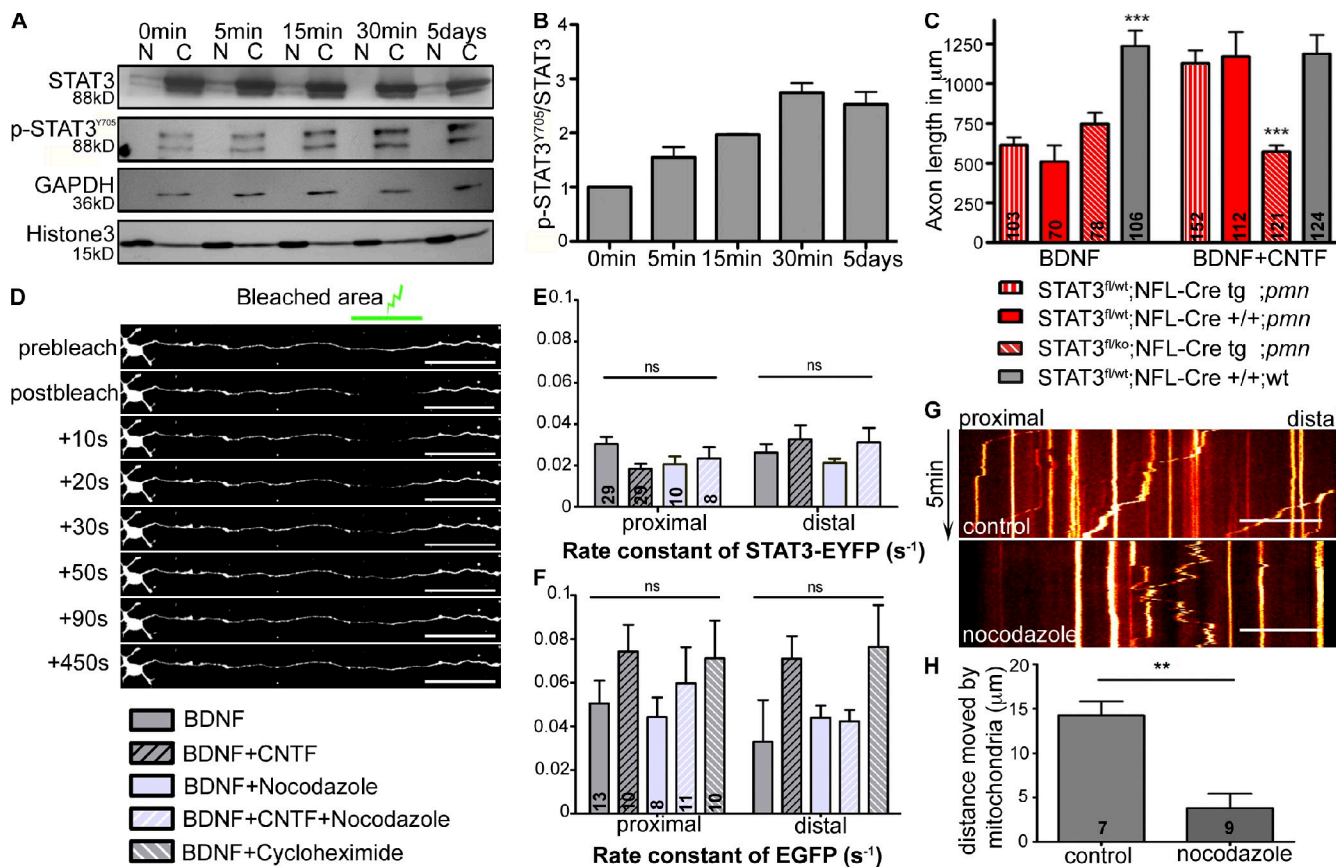 A
0min 5min 15min 30min 5days
N C N C N C N C N C
STAT3
88kD
p-STAT3Y705
88kD
GAPDH
36kD
Histone3
15kD
B
p-STAT3Y705/STAT3
4
3
2
1
0
0min 5min 15min 30min 5days
C
Axon length in µm
1250
1000
750
500
250
0
***
***
103 70 78 106 152 112 121 124
BDNF BDNF+CNTF
STAT3fl/wt;NFL-Cre tg ;pmn
STAT3fl/wt;NFL-Cre +/+;pmn
STAT3fl/ko;NFL-Cre tg ;pmn
STAT3fl/wt;NFL-Cre +/+;wt
D
Bleached area
prebleach
postbleach
+10s
+20s
+30s
+50s
+90s
+450s
BDNF
BDNF+CNTF
BDNF+Nocodazole
BDNF+CNTF+Nocodazole
BDNF+Cycloheximide
E
0.1
0.08
0.06
0.04
0.02
0
ns ns
29 29 10 8
proximal distal
Rate constant of STAT3-EYFP (s-1)
F
0.1
0.08
0.06
0.04
0.02
0
ns ns
13 10 8 11 10
proximal distal
Rate constant of EGFP (s-1)
G
proximal distal
5min
control
nocodazole
H
distance moved by
mitochondria (µm)
20
15
10
5
0
**
7 9
control nocodazole